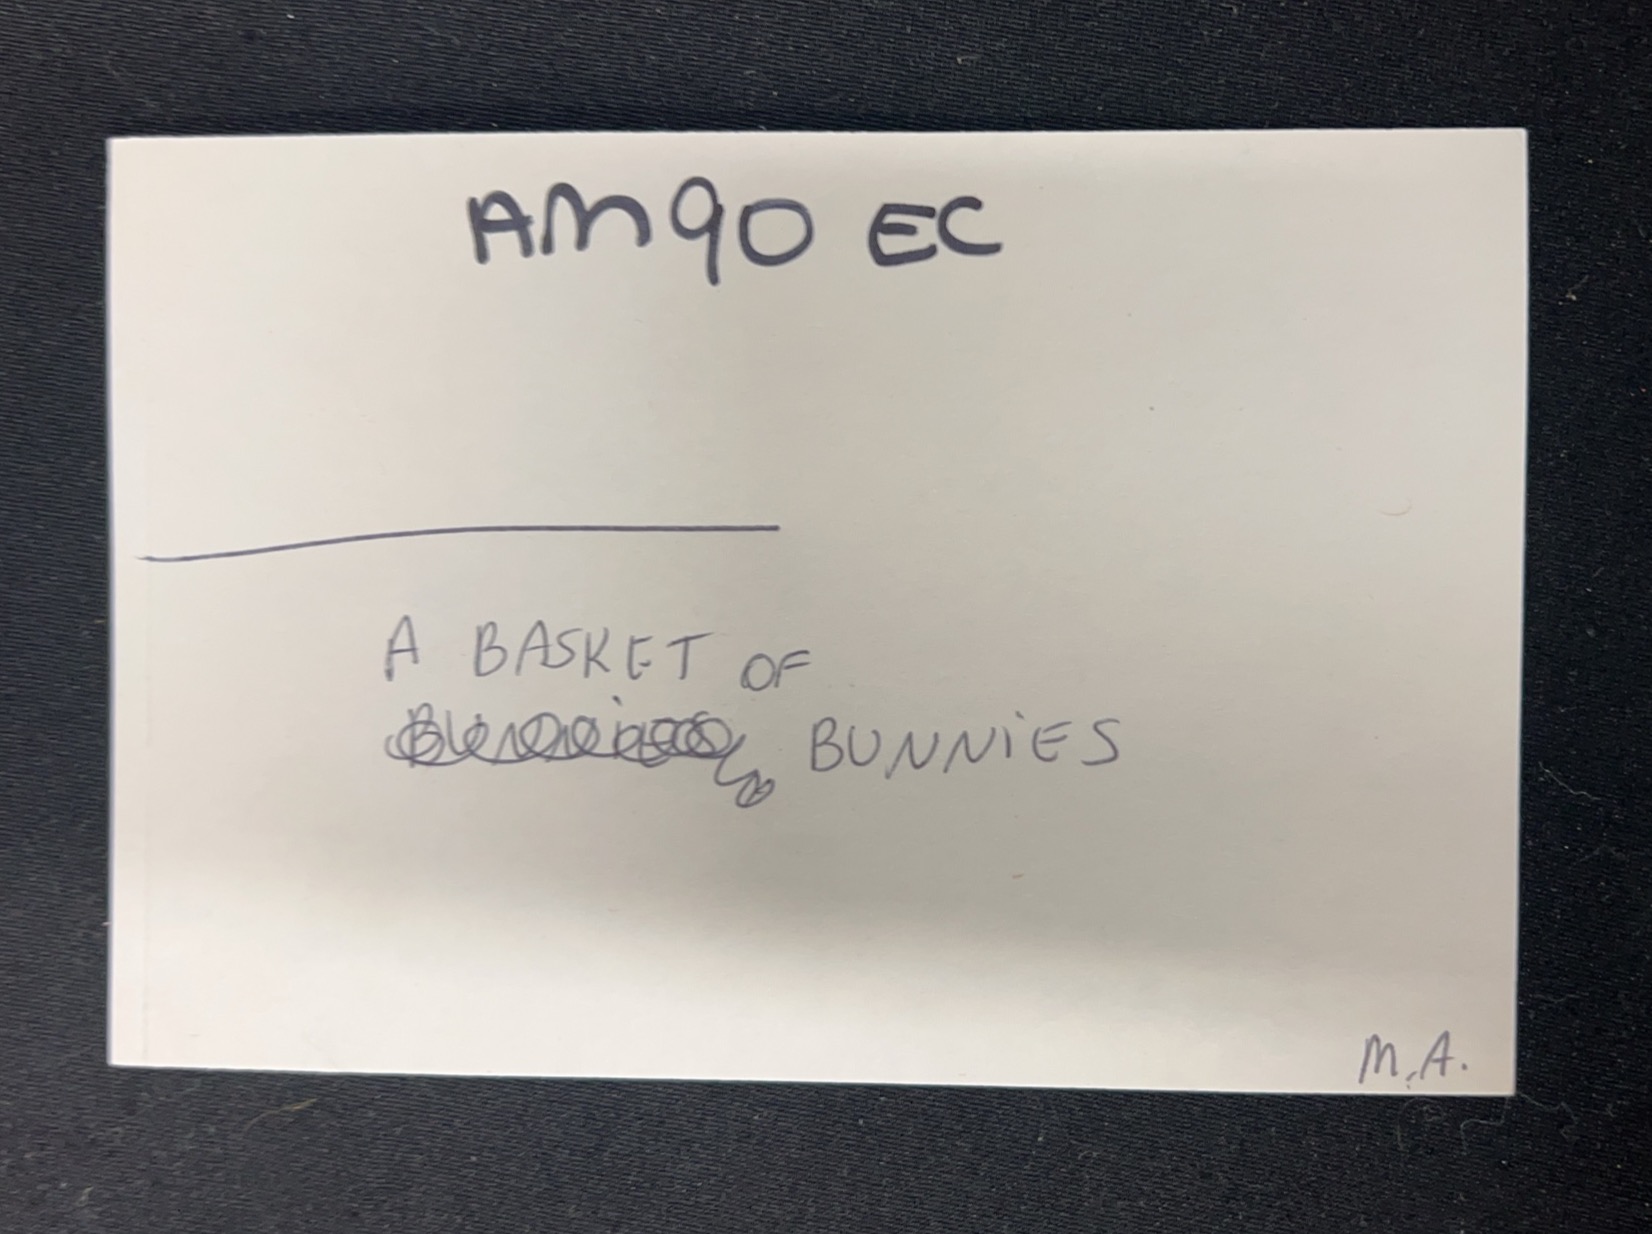 AM90 EC
A BASKET OF
BUNNIES
M.A.